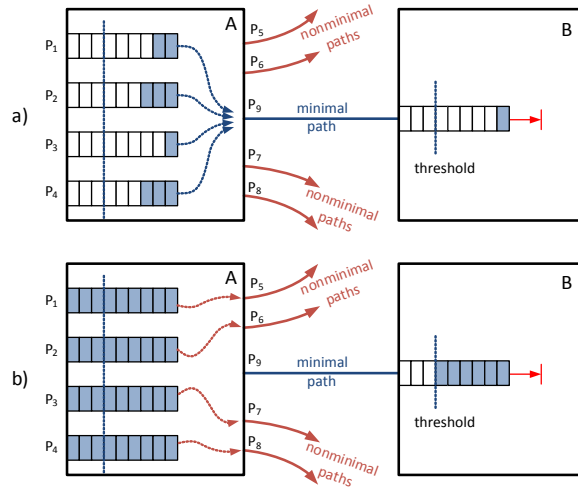 a)
A
P1
P2
P3
P4
P5
P6
P9
P7
P8
nonminimal
paths
minimal
path
nonminimal
paths
B
threshold
b)
A
P1
P2
P3
P4
P5
P6
P9
P7
P8
nonminimal
paths
minimal
path
nonminimal
paths
B
threshold